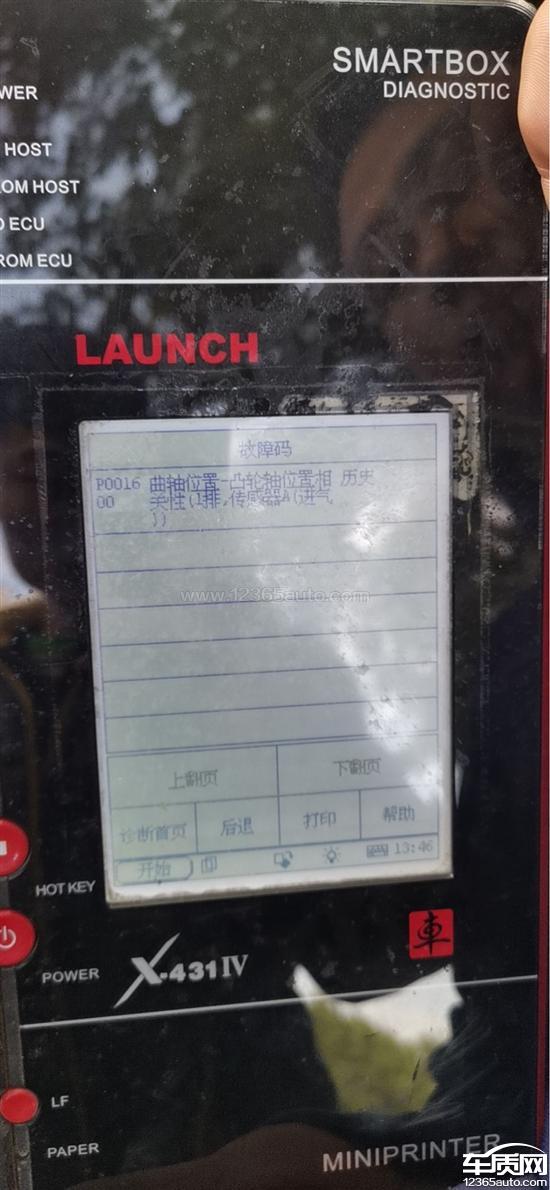 SMARTBOX
DIAGNOSTIC
WER
HOST
OM HOST
ECU
ROM ECU
LAUNCH
故障码
P0016 曲轴位置-凸轮轴位置相 历史
00 关性(1排,传感器A(进气
))
www.12365auto.com
上翻页 下翻页
诊断首页 后退 打印 帮助
开始 13:46
HOT KEY
車
POWER X-431 IV
LF
PAPER
MINIPRINTER
车质网
12365auto.com